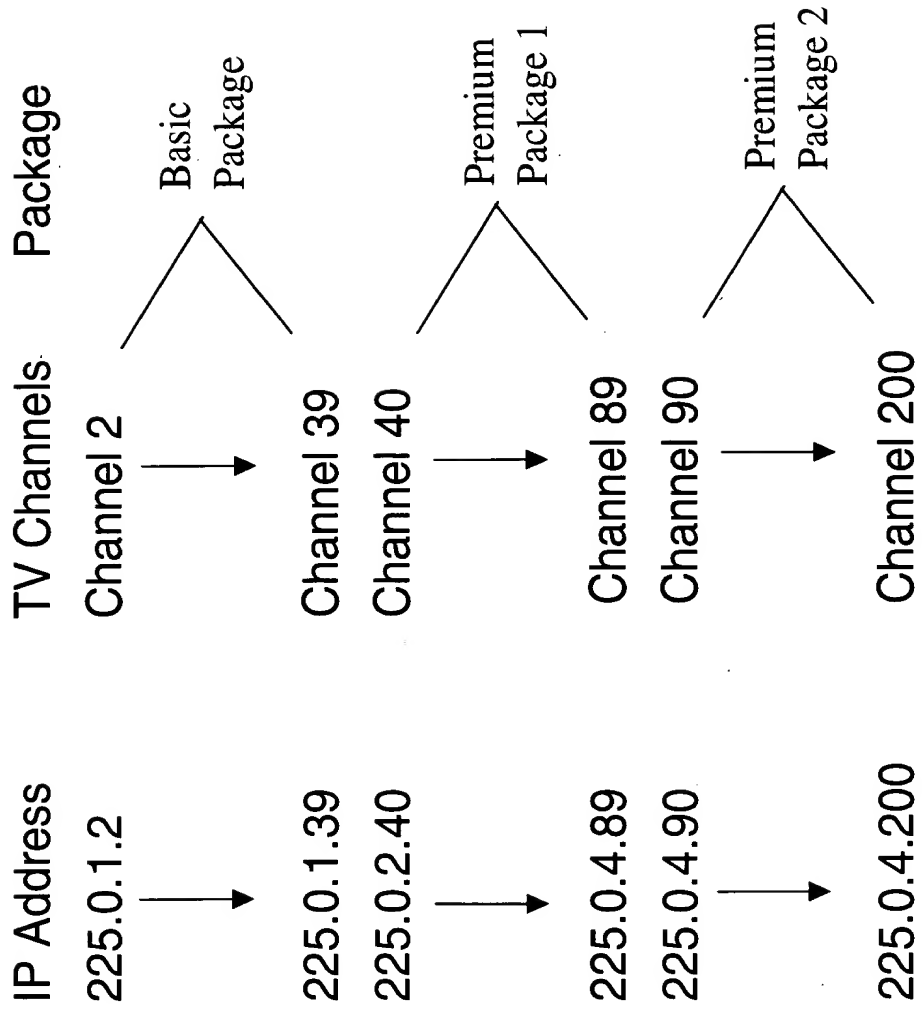 IP Address TV Channels Package
225.0.1.2 Channel 2
Basic
Package
225.0.1.39 Channel 39
225.0.2.40 Channel 40
Premium
Package 1
225.0.4.89 Channel 89
225.0.4.90 Channel 90
Premium
Package 2
225.0.4.200 Channel 200